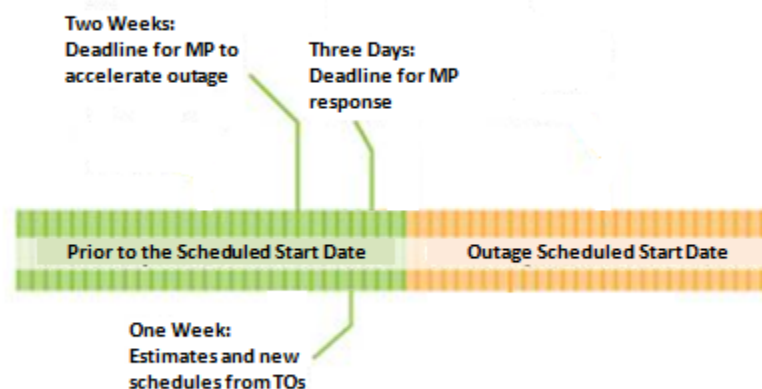 Two Weeks:
Deadline for MP to
accelerate outage
Three Days:
Deadline for MP
response
Prior to the Scheduled Start Date
Outage Scheduled Start Date
One Week:
Estimates and new
schedules from TOs